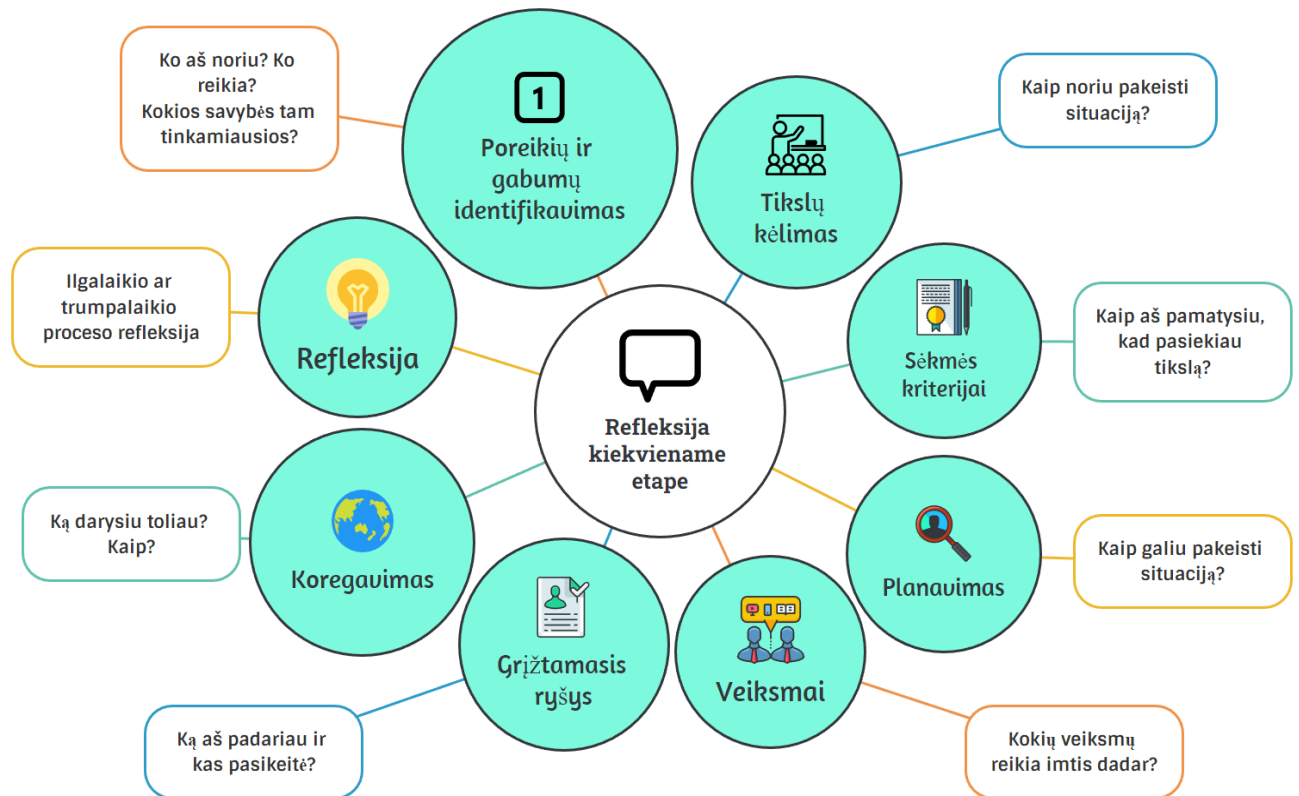 Ko aš noriu? Ko
reikia?
Kokios savybės tam
tinkamiausios?
1
Poreikių ir
gabumų
identifikavimas
Tikslų
kėlimas
Kaip noriu pakeisti
situaciją?
Sėkmės
kriterijai
Kaip aš pamatysiu,
kad pasiekiau
tikslą?
Planavimas
Kaip galiu pakeisti
situaciją?
Veiksmai
Kokių veiksmų
reikia imtis dadar?
Grįžtamasis
ryšys
Ką aš padariau ir
kas pasikeitė?
Koregavimas
Ką darysiu toliau?
Kaip?
Refleksija
Ilgalaikio ar
trumpalaikio
proceso refleksija
Refleksija
kiekviename
etape